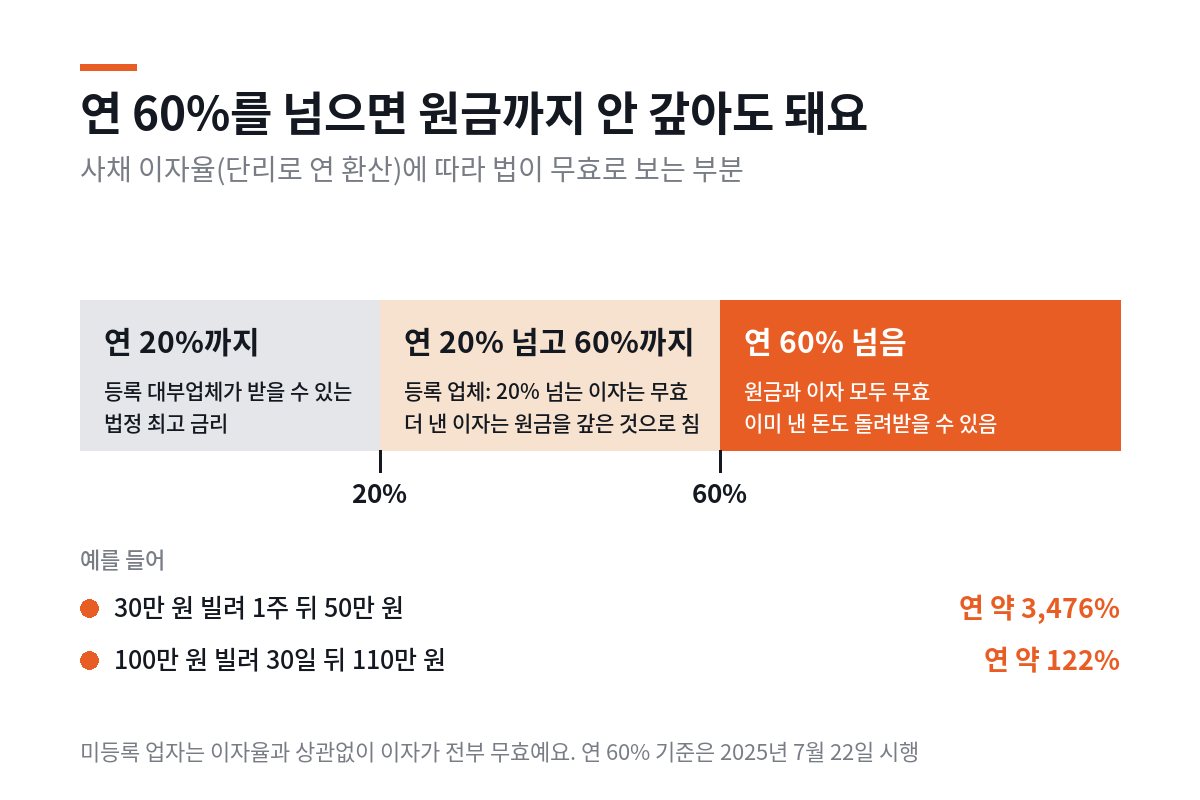 연 60%를 넘으면 원금까지 안 갚아도 돼요
사채 이자율(단리로 연 환산)에 따라 법이 무효로 보는 부분
연 20%까지
등록 대부업체가 받을 수 있는
법정 최고 금리
연 20% 넘고 60%까지
등록 업체: 20% 넘는 이자는 무효
더 낸 이자는 원금을 갚은 것으로 침
연 60% 넘음
원금과 이자 모두 무효
이미 낸 돈도 돌려받을 수 있음
20%
60%
예를 들어
30만 원 빌려 1주 뒤 50만 원
연 약 3,476%
100만 원 빌려 30일 뒤 110만 원
연 약 122%
미등록 업자는 이자율과 상관없이 이자가 전부 무효예요. 연 60% 기준은 2025년 7월 22일 시행